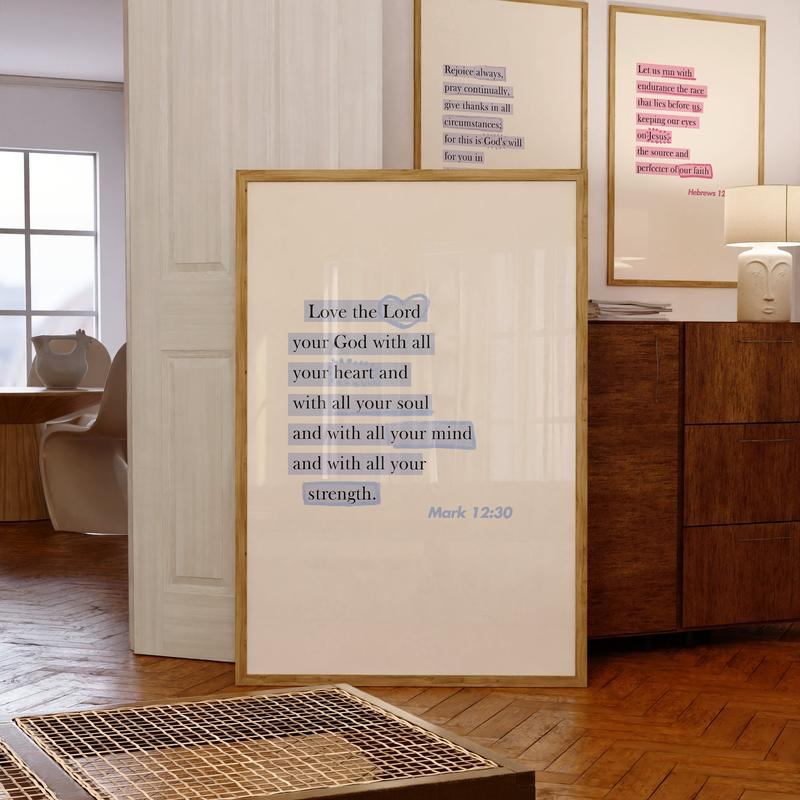 Rejoice always,
pray continually,
give thanks in all
circumstances;
for this is God's will
for you in
Let us run with
endurance the race
that lies before us,
keeping our eyes
on Jesus,
the source and
perfecter of our faith
Hebrews 12
Love the Lord
your God with all
your heart and
with all your soul
and with all your mind
and with all your
strength.
Mark 12:30